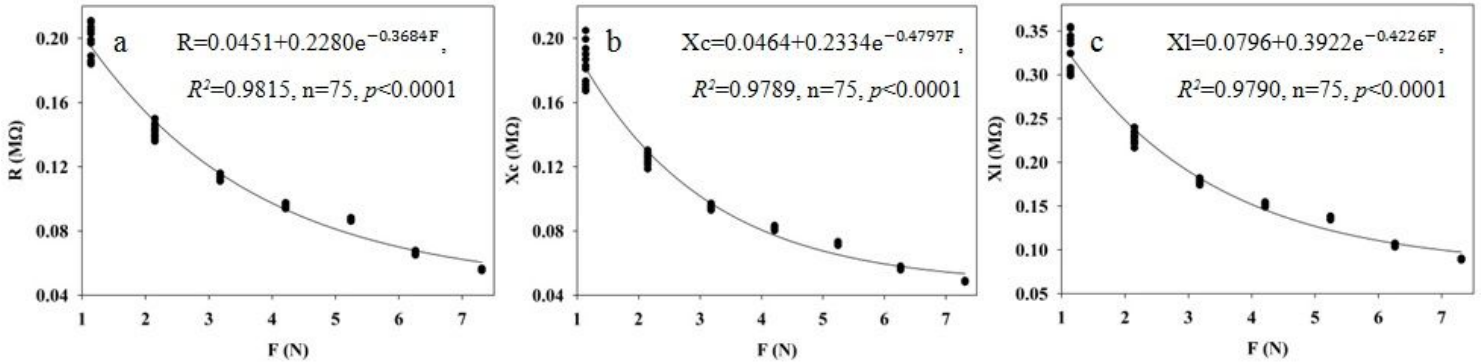 a
R=0.0451+0.2280e^−0.3684F,
R²=0.9815, n=75, p<0.0001
0.20
0.16
0.12
0.08
0.04
R (MΩ)
1 2 3 4 5 6 7
F (N)
b
Xc=0.0464+0.2334e^−0.4797F,
R²=0.9789, n=75, p<0.0001
0.20
0.16
0.12
0.08
0.04
Xc (MΩ)
1 2 3 4 5 6 7
F (N)
c
Xl=0.0796+0.3922e^−0.4226F,
R²=0.9790, n=75, p<0.0001
0.35
0.30
0.25
0.20
0.15
0.10
0.05
Xl (MΩ)
1 2 3 4 5 6 7
F (N)